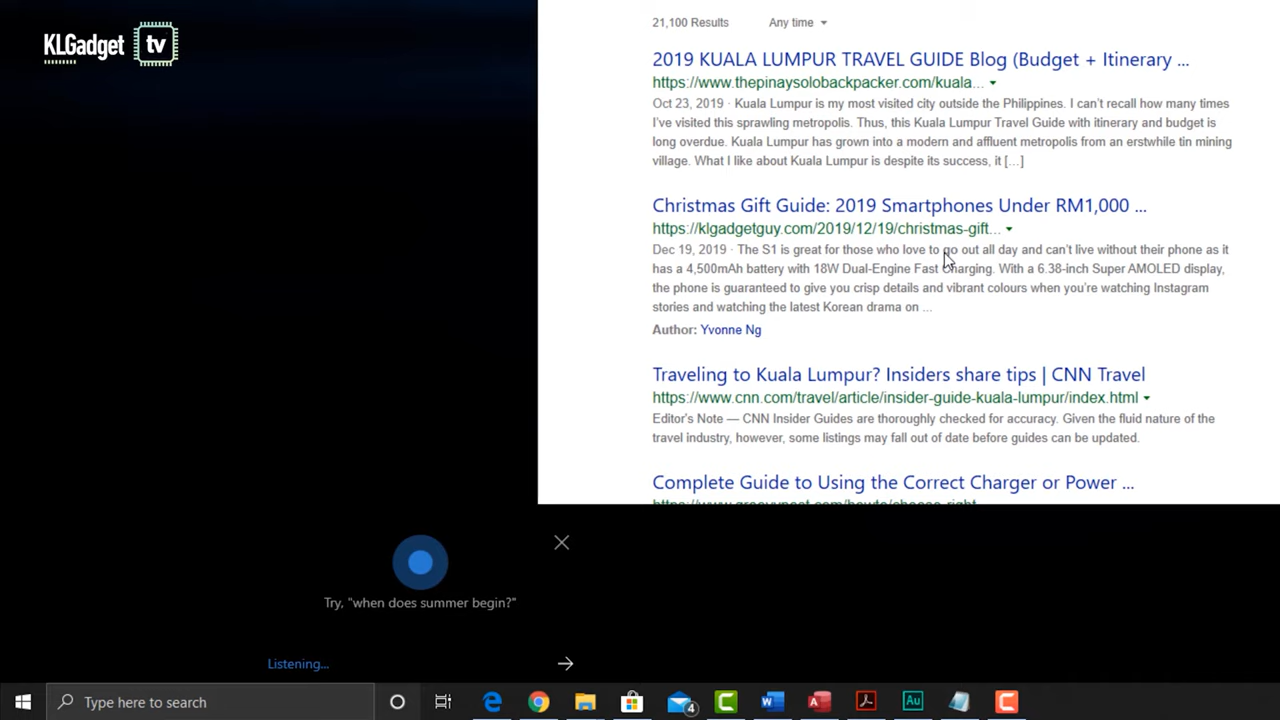 KLGadget tv
21,100 Results Any time
2019 KUALA LUMPUR TRAVEL GUIDE Blog (Budget + Itinerary ...
https://www.thepinaysolobackpacker.com/kuala...
Oct 23, 2019 · Kuala Lumpur is my most visited city outside the Philippines. I can't recall how many times
I've visited this sprawling metropolis. Thus, this Kuala Lumpur Travel Guide with itinerary and budget is
long overdue. Kuala Lumpur has grown into a modern and affluent metropolis from an erstwhile tin mining
village. What I like about Kuala Lumpur is despite its success, it [...]
Christmas Gift Guide: 2019 Smartphones Under RM1,000 ...
https://klgadgetguy.com/2019/12/19/christmas-gift...
Dec 19, 2019 · The S1 is great for those who love to go out all day and can't live without their phone as it
has a 4,500mAh battery with 18W Dual-Engine Fast Charging. With a 6.38-inch Super AMOLED display,
the phone is guaranteed to give you crisp details and vibrant colours when you're watching Instagram
stories and watching the latest Korean drama on ...
Author: Yvonne Ng
Traveling to Kuala Lumpur? Insiders share tips | CNN Travel
https://www.cnn.com/travel/article/insider-guide-kuala-lumpur/index.html
Editor's Note — CNN Insider Guides are thoroughly checked for accuracy. Given the fluid nature of the
travel industry, however, some listings may fall out of date before guides can be updated.
Complete Guide to Using the Correct Charger or Power ...
Try, "when does summer begin?"
Listening...
Type here to search
4